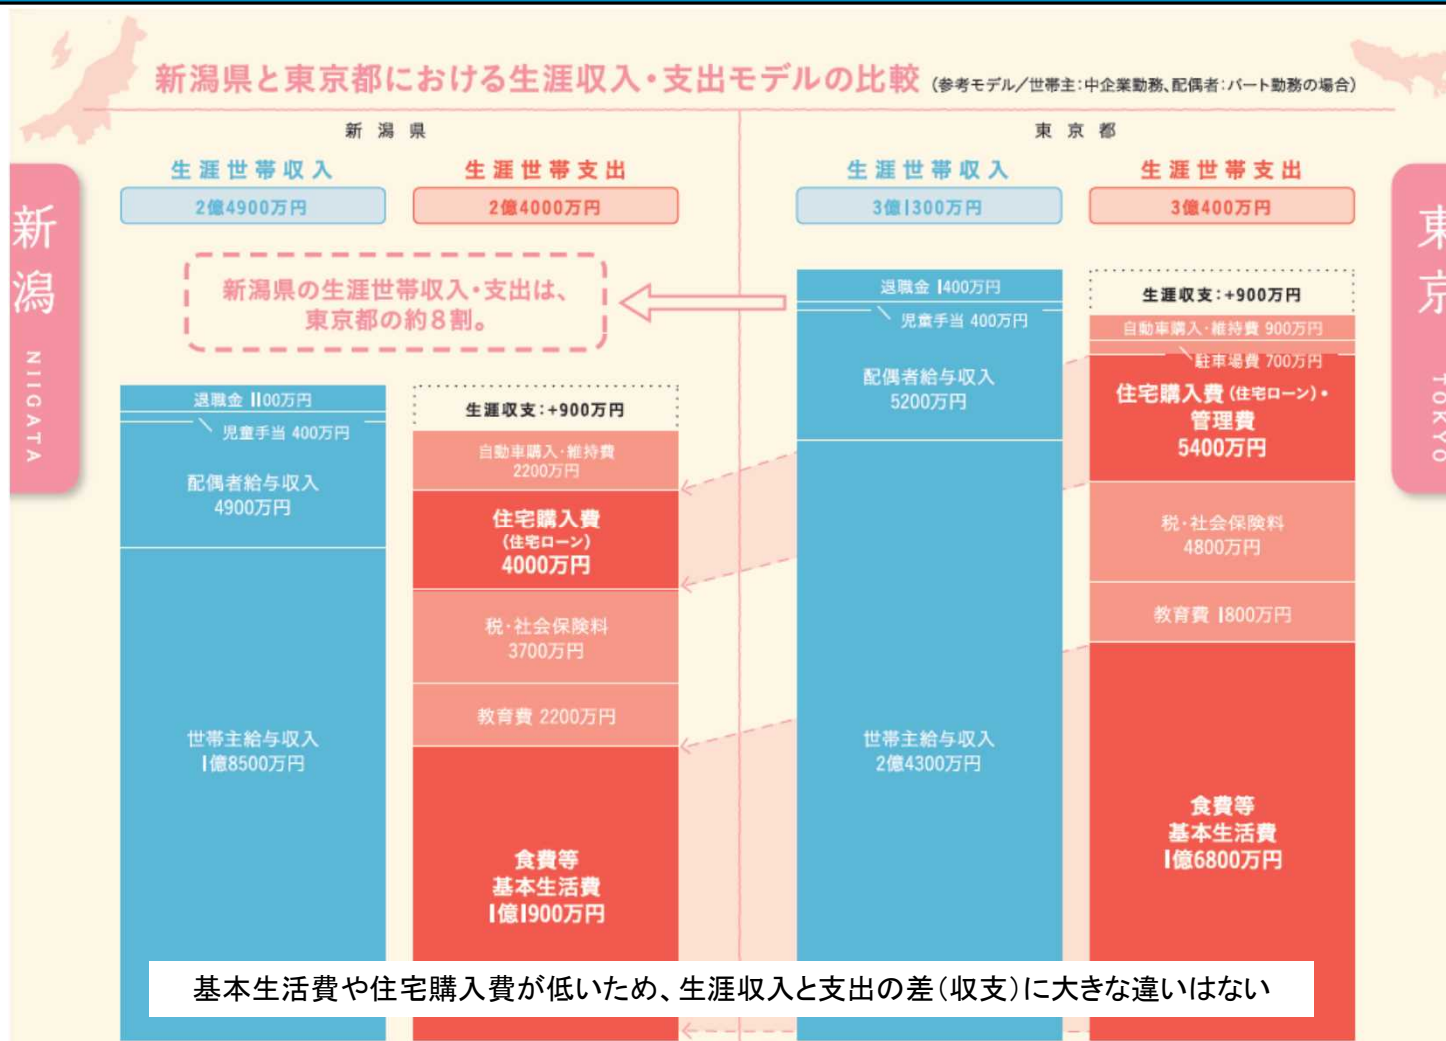 新潟県と東京都における生涯収入・支出モデルの比較 (参考モデル/世帯主:中企業勤務、配偶者:パート勤務の場合)
新潟
NIIGATA
新潟県
生涯世帯収入
2億4900万円
生涯世帯支出
2億4000万円
新潟県の生涯世帯収入・支出は、
東京都の約8割。
退職金 1100万円
児童手当 400万円
配偶者給与収入
4900万円
世帯主給与収入
1億8500万円
生涯収支:+900万円
自動車購入・維持費
2200万円
住宅購入費
(住宅ローン)
4000万円
税・社会保険料
3700万円
教育費 2200万円
食費等
基本生活費
1億1900万円
東京都
生涯世帯収入
3億1300万円
生涯世帯支出
3億400万円
退職金 1400万円
児童手当 400万円
配偶者給与収入
5200万円
世帯主給与収入
2億4300万円
生涯収支:+900万円
自動車購入・維持費 900万円
駐車場費 700万円
住宅購入費(住宅ローン)・
管理費
5400万円
税・社会保険料
4800万円
教育費 1800万円
食費等
基本生活費
1億6800万円
東京
TOKYO
基本生活費や住宅購入費が低いため、生涯収入と支出の差(収支)に大きな違いはない